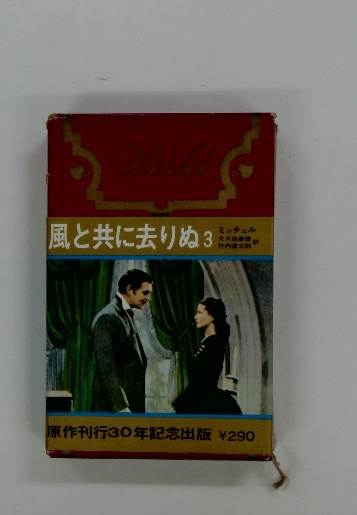 World
風と共に去りぬ3
ミッチェル
大久保康雄
竹内道之助
訳
原作刊行30年記念出版 ¥290